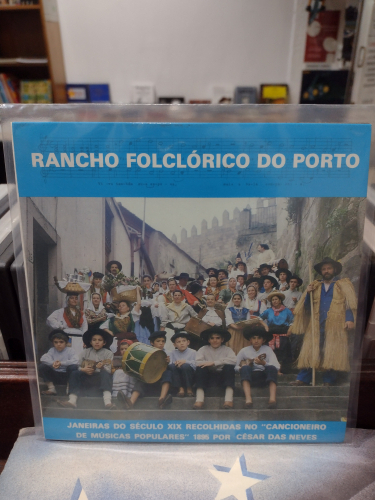 RANCHO FOLCLÓRICO DO PORTO
JANEIRAS DO SÉCULO XIX RECOLHIDAS NO "CANCIONEIRO
DE MÚSICAS POPULARES" 1896 POR CÉSAR DAS NEVES